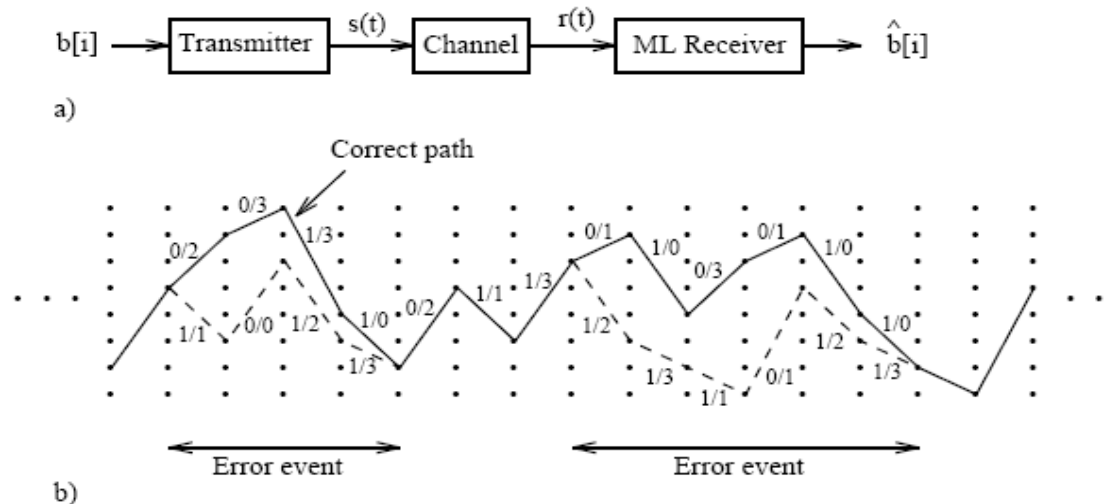 b[i] Transmitter s(t) Channel r(t) ML Receiver b̂[i]
a)
Correct path
0/3
0/2 1/3 0/1 0/1
1/0 1/0
0/2 1/1 1/3 0/3
. . . . .
1/1 0/0 1/2 1/0 1/2 1/0
1/3 1/3 0/1 1/2 1/3
1/1
Error event Error event
b)